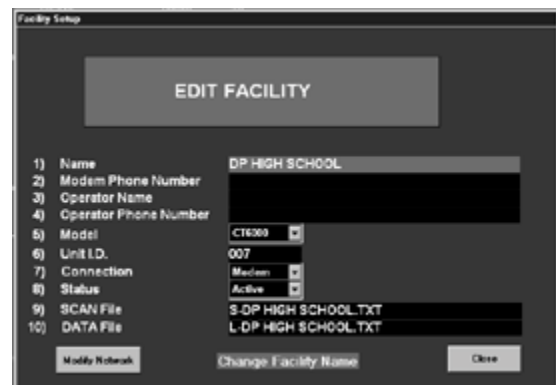 Facility Setup
EDIT FACILITY
1) Name DP HIGH SCHOOL
2) Modem Phone Number
3) Operator Name
4) Operator Phone Number
5) Model CT6000
6) Unit I.D. 007
7) Connection Modem
8) Status Active
9) SCAN File S-DP HIGH SCHOOL.TXT
10) DATA File L-DP HIGH SCHOOL.TXT
Modify Network Change Facility Name Close